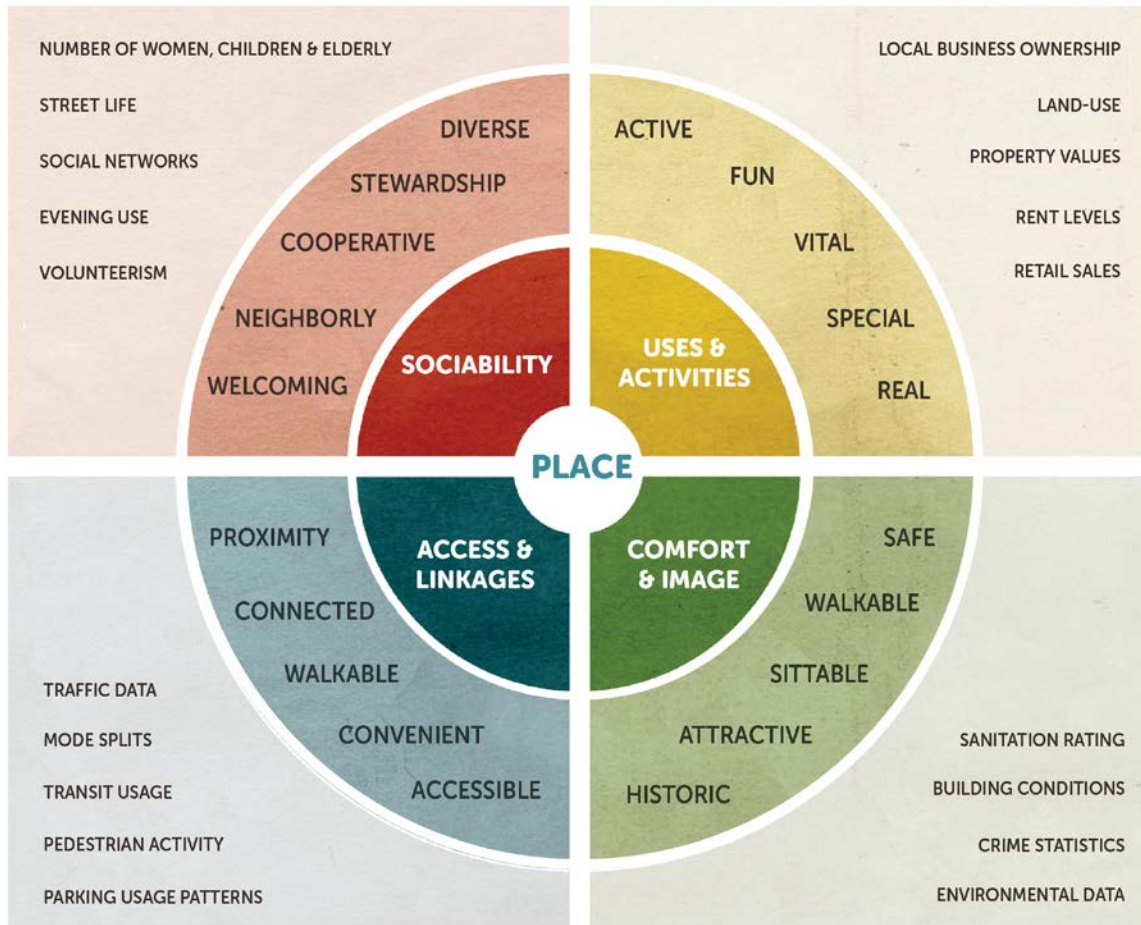 NUMBER OF WOMEN, CHILDREN & ELDERLY
STREET LIFE
SOCIAL NETWORKS
EVENING USE
VOLUNTEERISM
DIVERSE
STEWARDSHIP
COOPERATIVE
NEIGHBORLY
WELCOMING
SOCIABILITY
LOCAL BUSINESS OWNERSHIP
LAND-USE
PROPERTY VALUES
RENT LEVELS
RETAIL SALES
ACTIVE
FUN
VITAL
SPECIAL
REAL
USES &
ACTIVITIES
PLACE
PROXIMITY
CONNECTED
WALKABLE
CONVENIENT
ACCESSIBLE
ACCESS &
LINKAGES
TRAFFIC DATA
MODE SPLITS
TRANSIT USAGE
PEDESTRIAN ACTIVITY
PARKING USAGE PATTERNS
COMFORT
& IMAGE
SAFE
WALKABLE
SITTABLE
ATTRACTIVE
HISTORIC
SANITATION RATING
BUILDING CONDITIONS
CRIME STATISTICS
ENVIRONMENTAL DATA